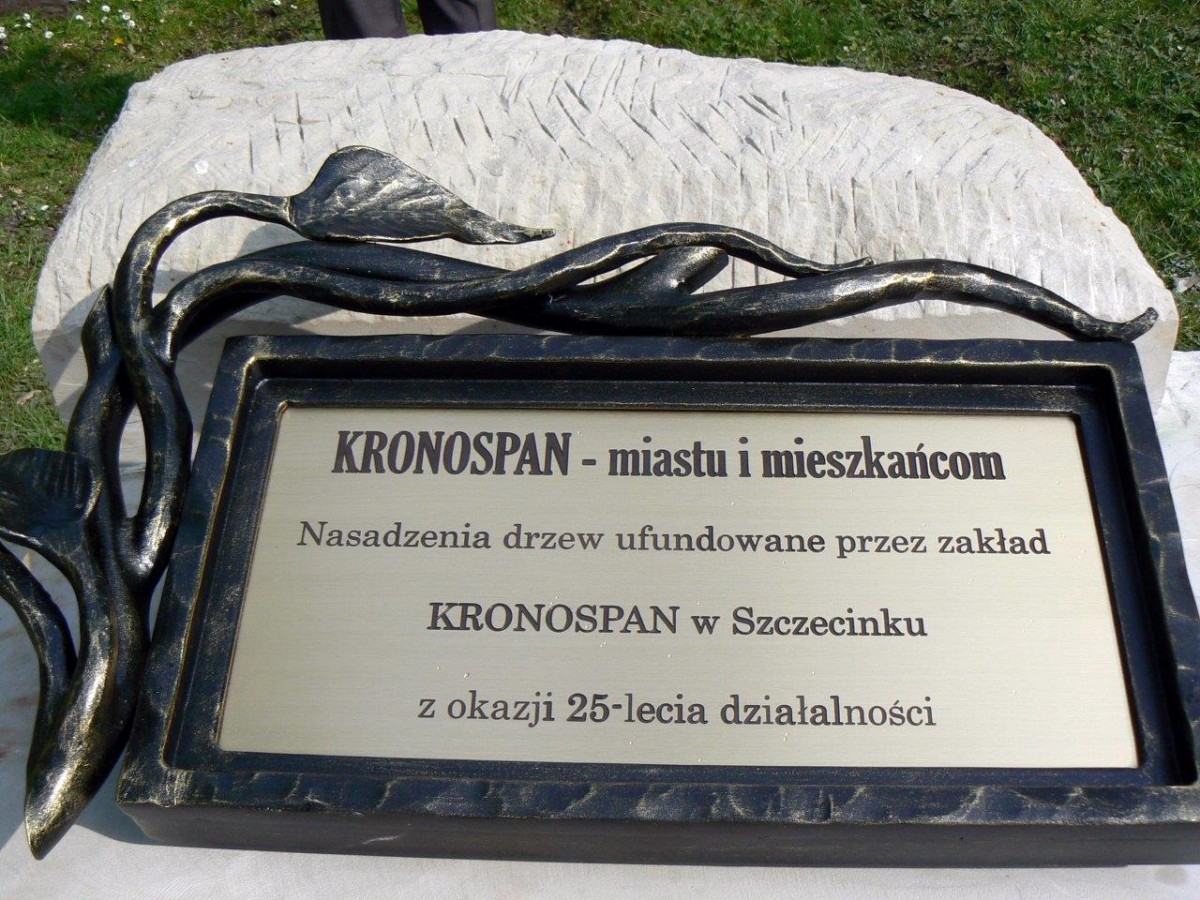 KRONOSPAN - miastu i mieszkańcom
Nasadzenia drzew ufundowane przez zakład
KRONOSPAN w Szczecinku
z okazji 25-lecia działalności